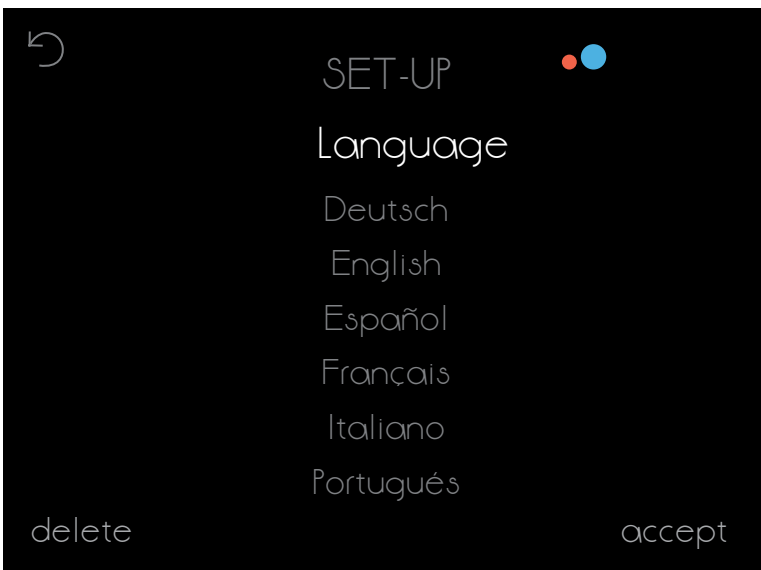 SET-UP
Language
Deutsch
English
Español
Français
Italiano
Portugués
delete
accept